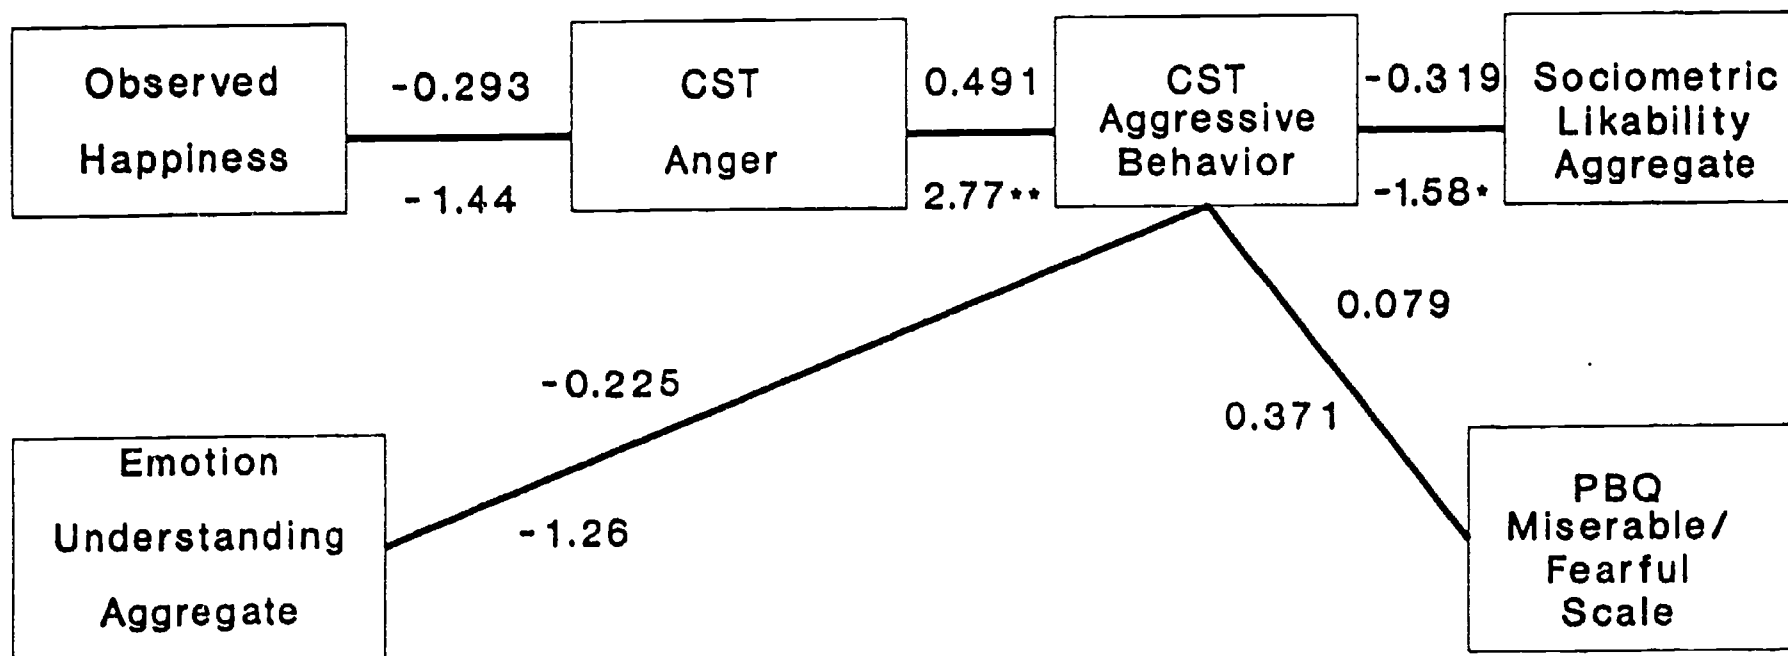 Observed
Happiness
-0.293
-1.44
CST
Anger
0.491
2.77**
CST
Aggressive
Behavior
-0.319
-1.58*
Sociometric
Likability
Aggregate
-0.225
-1.26
0.079
0.371
Emotion
Understanding
Aggregate
PBQ
Miserable/
Fearful
Scale